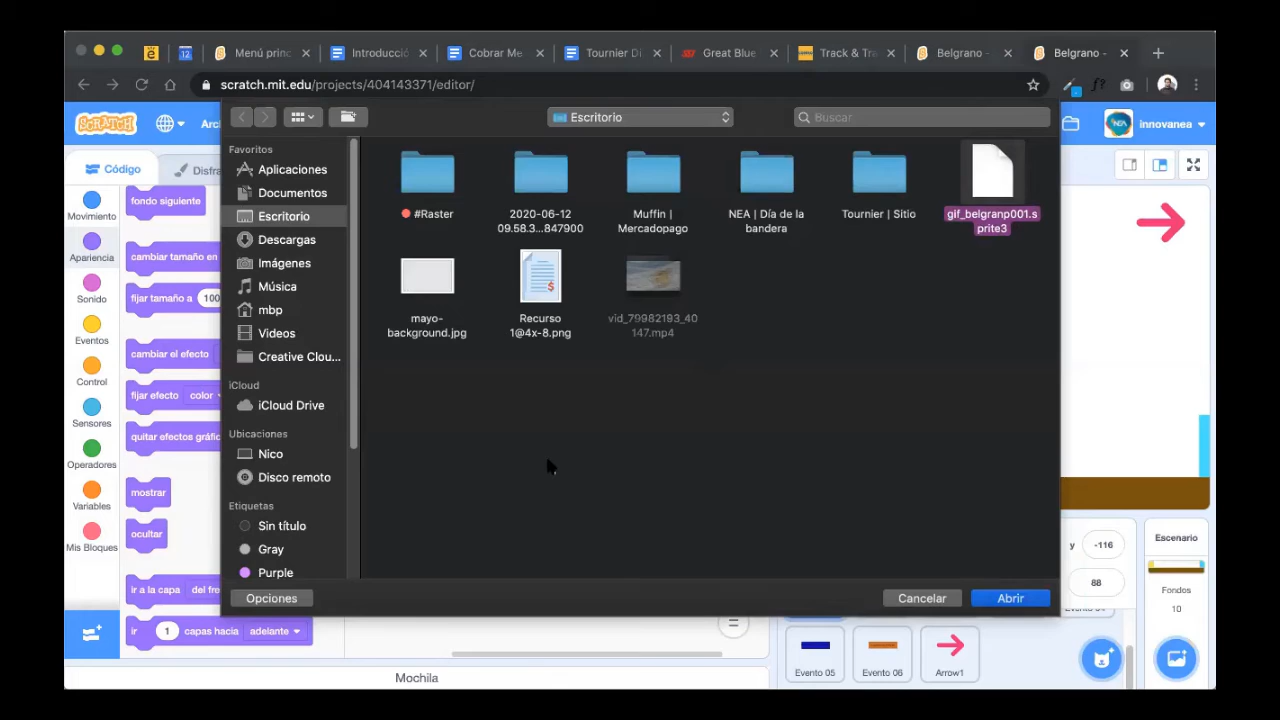 Menú princ
Introducció
Cobrar Me
Tournier Di
Great Blue
Track & Tra
Belgrano -
Belgrano -
scratch.mit.edu/projects/404143371/editor/
SCRATCH
Arc
Escritorio
Buscar
NEA
innovanea
Código
Disfra
Movimiento
Apariencia
Sonido
Eventos
Control
Sensores
Operadores
Variables
Mis Bloques
fondo siguiente
cambiar tamaño en
fijar tamaño a 100
cambiar el efecto
fijar efecto color
quitar efectos gráfic
mostrar
ocultar
ir a la capa del fre
ir 1 capas hacia adelante
Favoritos
Aplicaciones
Documentos
Escritorio
Descargas
Imágenes
Música
mbp
Videos
Creative Clou...
iCloud
iCloud Drive
Ubicaciones
Nico
Disco remoto
Etiquetas
Sin título
Gray
Purple
#Raster
2020-06-12
09.58.3...847900
Muffin |
Mercadopago
NEA | Día de la
bandera
Tournier | Sitio
gif_belgranp001.s
prite3
mayo-
background.jpg
Recurso
1@4x-8.png
vid_79982193_40
147.mp4
Opciones
Cancelar
Abrir
y -116
88
Escenario
Fondos
10
Evento 05
Evento 06
Arrow1
Mochila